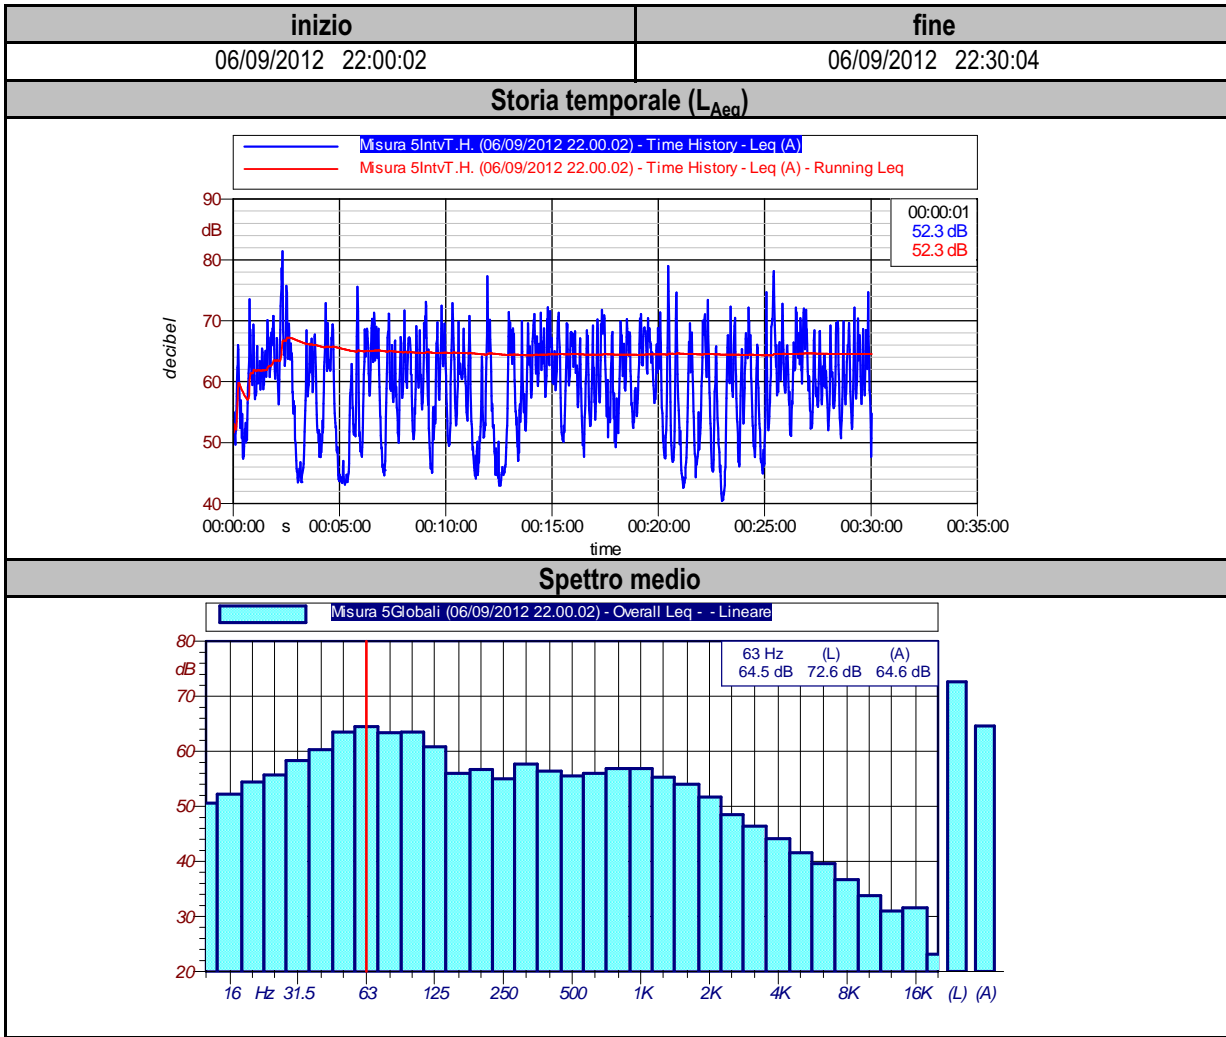 inizio fine
06/09/2012 22:00:02 06/09/2012 22:30:04
Storia temporale (LAeq)
Misura 5IntvT.H. (06/09/2012 22.00.02) - Time History - Leq (A)
Misura 5IntvT.H. (06/09/2012 22.00.02) - Time History - Leq (A) - Running Leq
90
dB
80
70
60
50
40
decibel
00:00:01
52.3 dB
52.3 dB
00:00:00 s 00:05:00 00:10:00 00:15:00 00:20:00 00:25:00 00:30:00 00:35:00
time
Spettro medio
Misura 5Globali (06/09/2012 22.00.02) - Overall Leq - - Lineare
80
dB
70
60
50
40
30
20
63 Hz (L) (A)
64.5 dB 72.6 dB 64.6 dB
16 Hz 31.5 63 125 250 500 1K 2K 4K 8K 16K (L) (A)